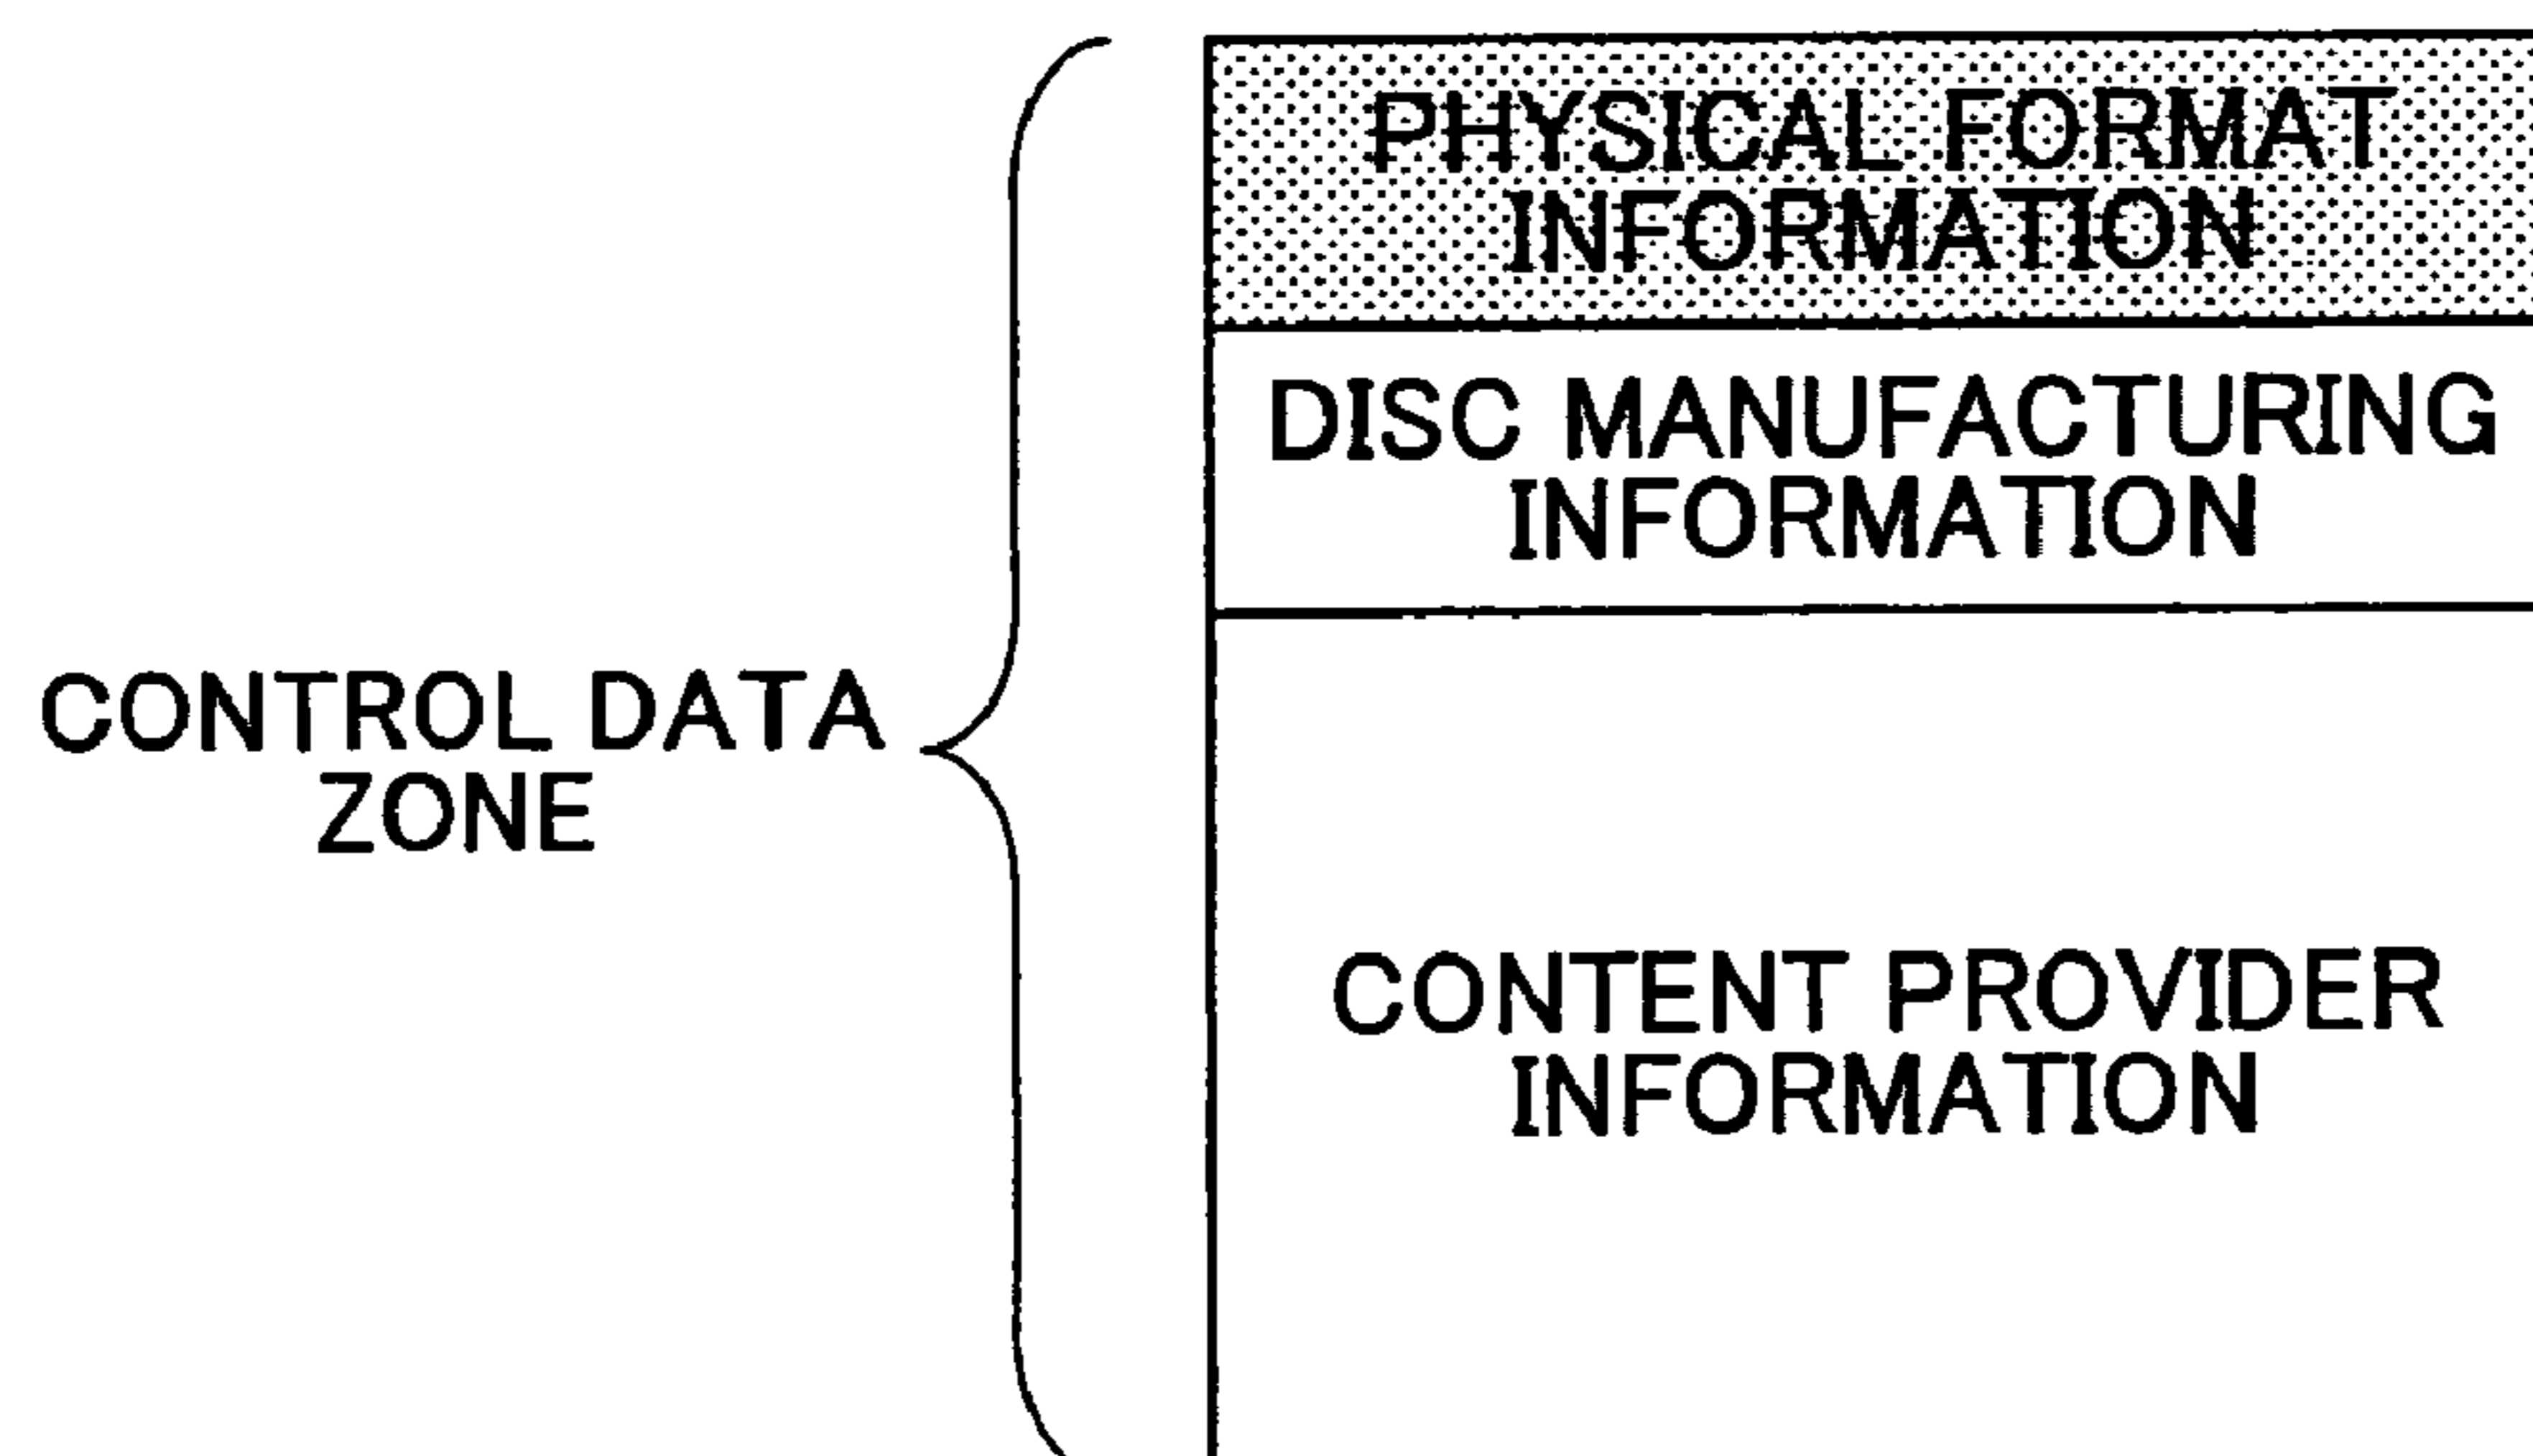 PHYSICAL FORMAT
INFORMATION
DISC MANUFACTURING
INFORMATION
CONTROL DATA
ZONE
CONTENT PROVIDER
INFORMATION